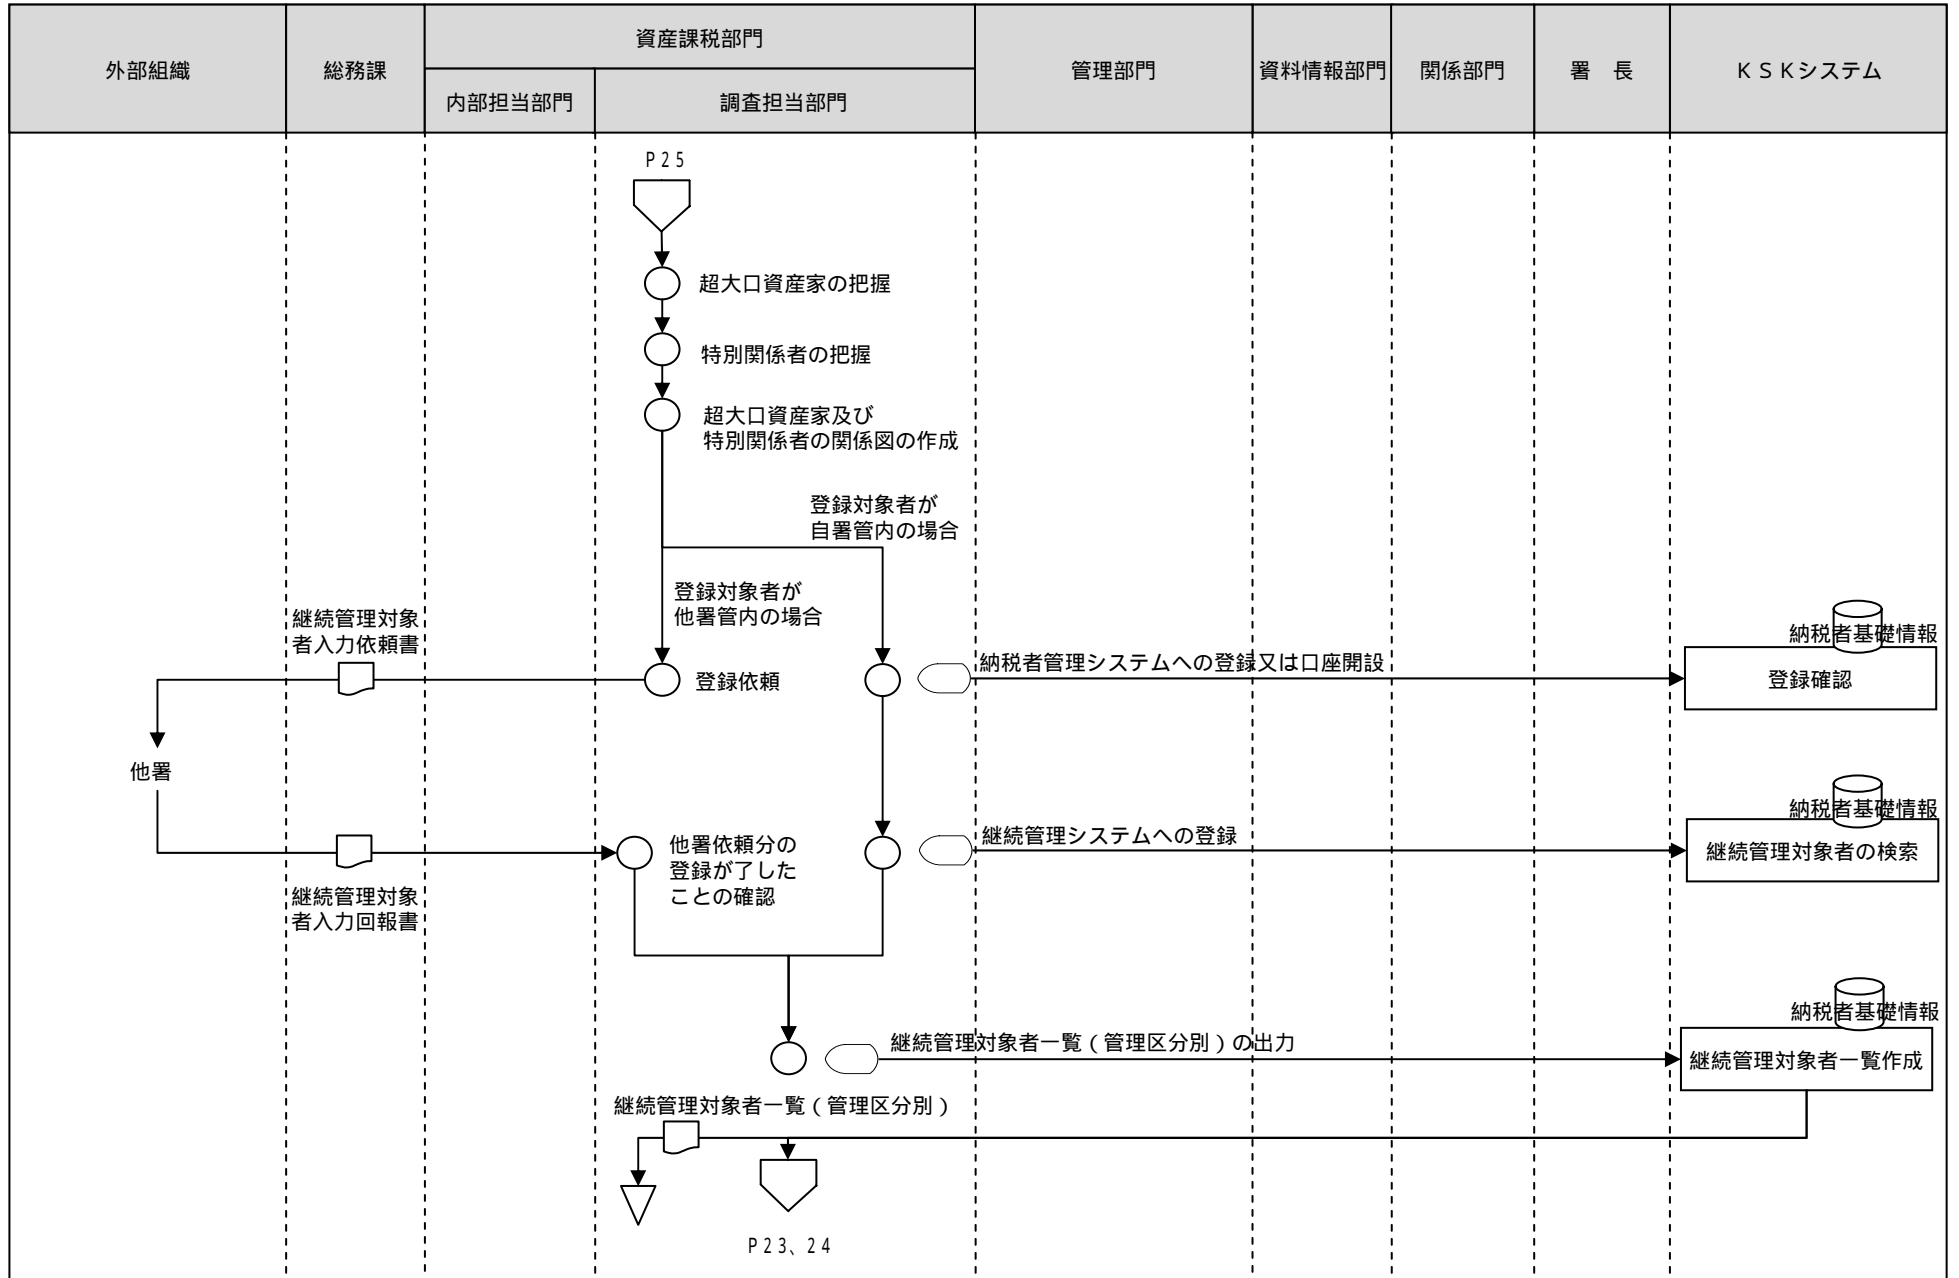 資産課税部門
外部組織
総務課
管理部門
資料情報部門
関係部門
署　長
ＫＳＫシステム
内部担当部門
調査担当部門
Ｐ２５
超大口資産家の把握
特別関係者の把握
超大口資産家及び
特別関係者の関係図の作成
登録対象者が
自署管内の場合
登録対象者が
他署管内の場合
継続管理対象
者入力依頼書
登録依頼
納税者管理システムへの登録又は口座開設
納税者基礎情報
登録確認
他署
他署依頼分の
登録が了した
ことの確認
継続管理システムへの登録
納税者基礎情報
継続管理対象者の検索
継続管理対象
者入力回報書
継続管理対象者一覧（管理区分別）の出力
納税者基礎情報
継続管理対象者一覧作成
継続管理対象者一覧（管理区分別）
Ｐ２３、２４